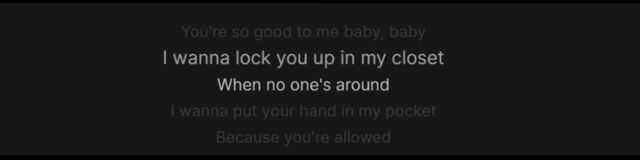 You're so good to me baby, baby
I wanna lock you up in my closet
When no one's around
I wanna put your hand in my pocket
Because you're allowed